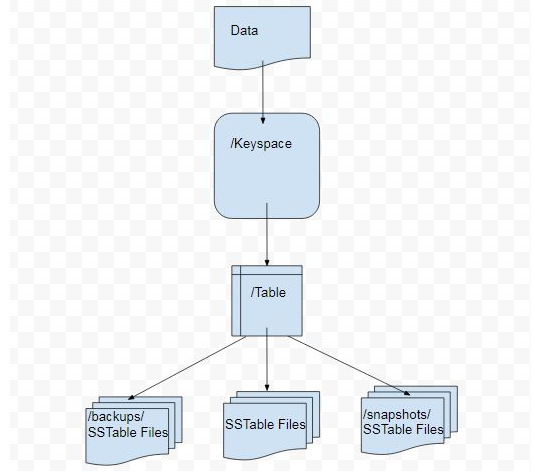 Data
/Keyspace
/Table
/backups/
SSTable Files
SSTable Files
/snapshots/
SSTable Files